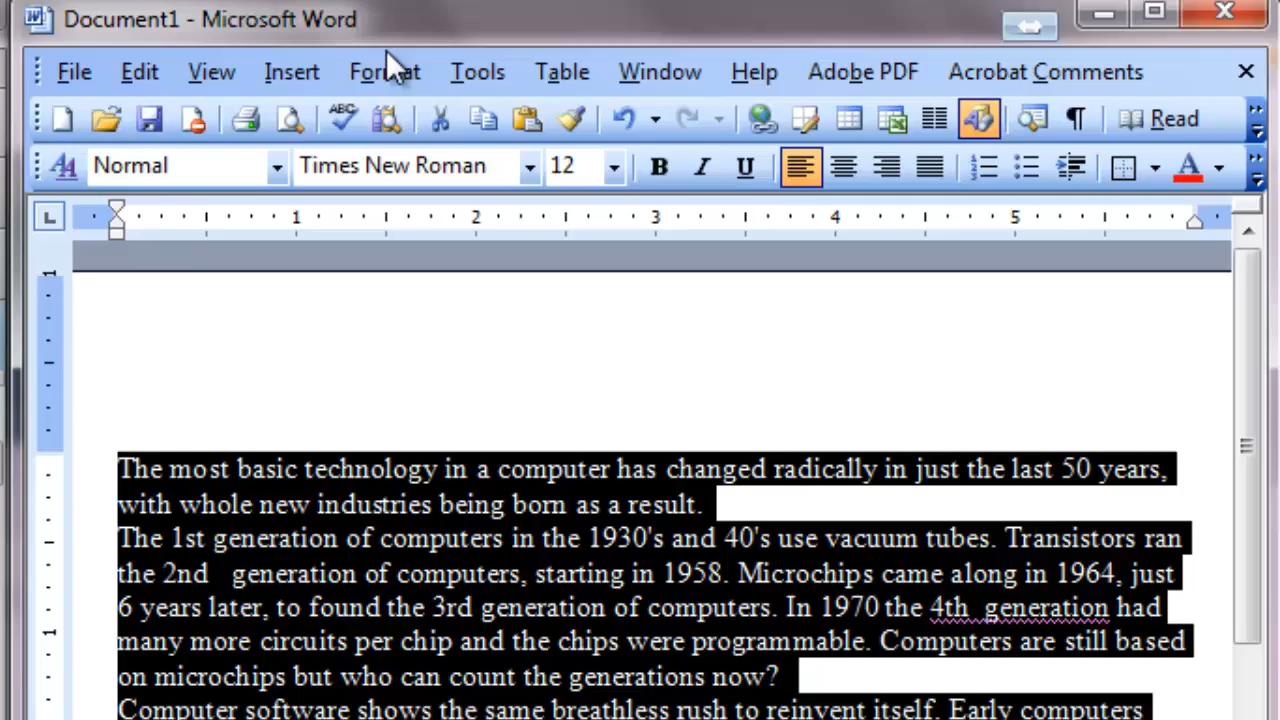 Document1 - Microsoft Word
File Edit View Insert Format Tools Table Window Help Adobe PDF Acrobat Comments
ABC Read
Normal Times New Roman 12 B I U A
1 2 3 4 5
1
The most basic technology in a computer has changed radically in just the last 50 years,
with whole new industries being born as a result.
The 1st generation of computers in the 1930's and 40's use vacuum tubes. Transistors ran
the 2nd generation of computers, starting in 1958. Microchips came along in 1964, just
6 years later, to found the 3rd generation of computers. In 1970 the 4th generation had
1
many more circuits per chip and the chips were programmable. Computers are still based
on microchips but who can count the generations now?
Computer software shows the same breathless rush to reinvent itself. Early computers